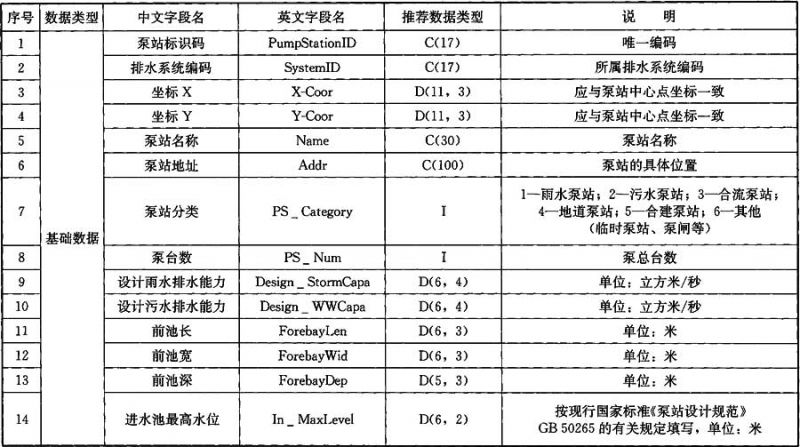 序号 数据类型 中文字段名 英文字段名 推荐数据类型 说 明
1 泵站标识码 PumpStationID C(17) 唯一编码
2 排水系统编码 SystemID C(17) 所属排水系统编码
3 坐标 X X-Coor D(11，3) 应与泵站中心点坐标一致
4 坐标 Y Y-Coor D(11，3) 应与泵站中心点坐标一致
5 泵站名称 Name C(30) 泵站名称
6 泵站地址 Addr C(100) 泵站的具体位置
7 泵站分类 PS_Category I 1—雨水泵站；2—污水泵站；3—合流泵站；
4—地道泵站；5—合建泵站；6—其他
（临时泵站、泵闸等）
基础数据
8 泵台数 PS_Num I 泵总台数
9 设计雨水排水能力 Design_StormCapa D(6，4) 单位：立方米/秒
10 设计污水排水能力 Design_WWCapa D(6，4) 单位：立方米/秒
11 前池长 ForebayLen D(6，3) 单位：米
12 前池宽 ForebayWid D(6，3) 单位：米
13 前池深 ForebayDep D(5，3) 单位：米
14 进水池最高水位 In_MaxLevel D(6，2) 按现行国家标准《泵站设计规范》
GB 50265 的有关规定填写，单位：米